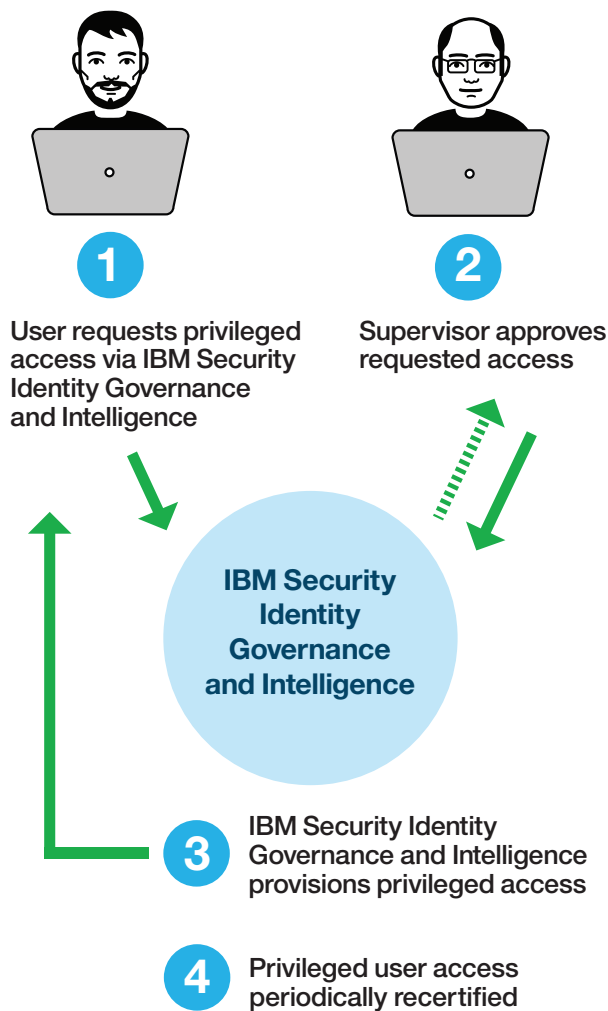 1
User requests privileged
access via IBM Security
Identity Governance
and Intelligence
2
Supervisor approves
requested access
IBM Security
Identity
Governance
and Intelligence
3
IBM Security Identity
Governance and Intelligence
provisions privileged access
4
Privileged user access
periodically recertified